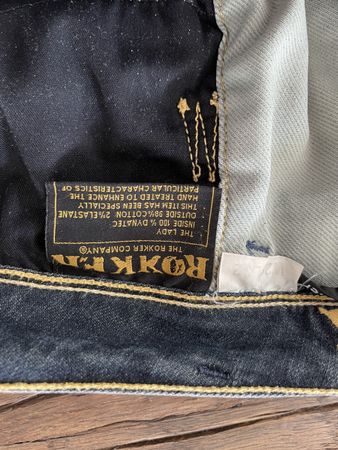 ROKKER
THE ROKKER COMPANY®
THE LADY
INSIDE 100 % DYNATEC
OUTSIDE 98% COTTON 2% ELASTANE
THIS ITEM HAS BEEN SPECIALLY
HAND TREATED TO ENHANCE THE
PARTICULAR CHARACTERISTICS OF